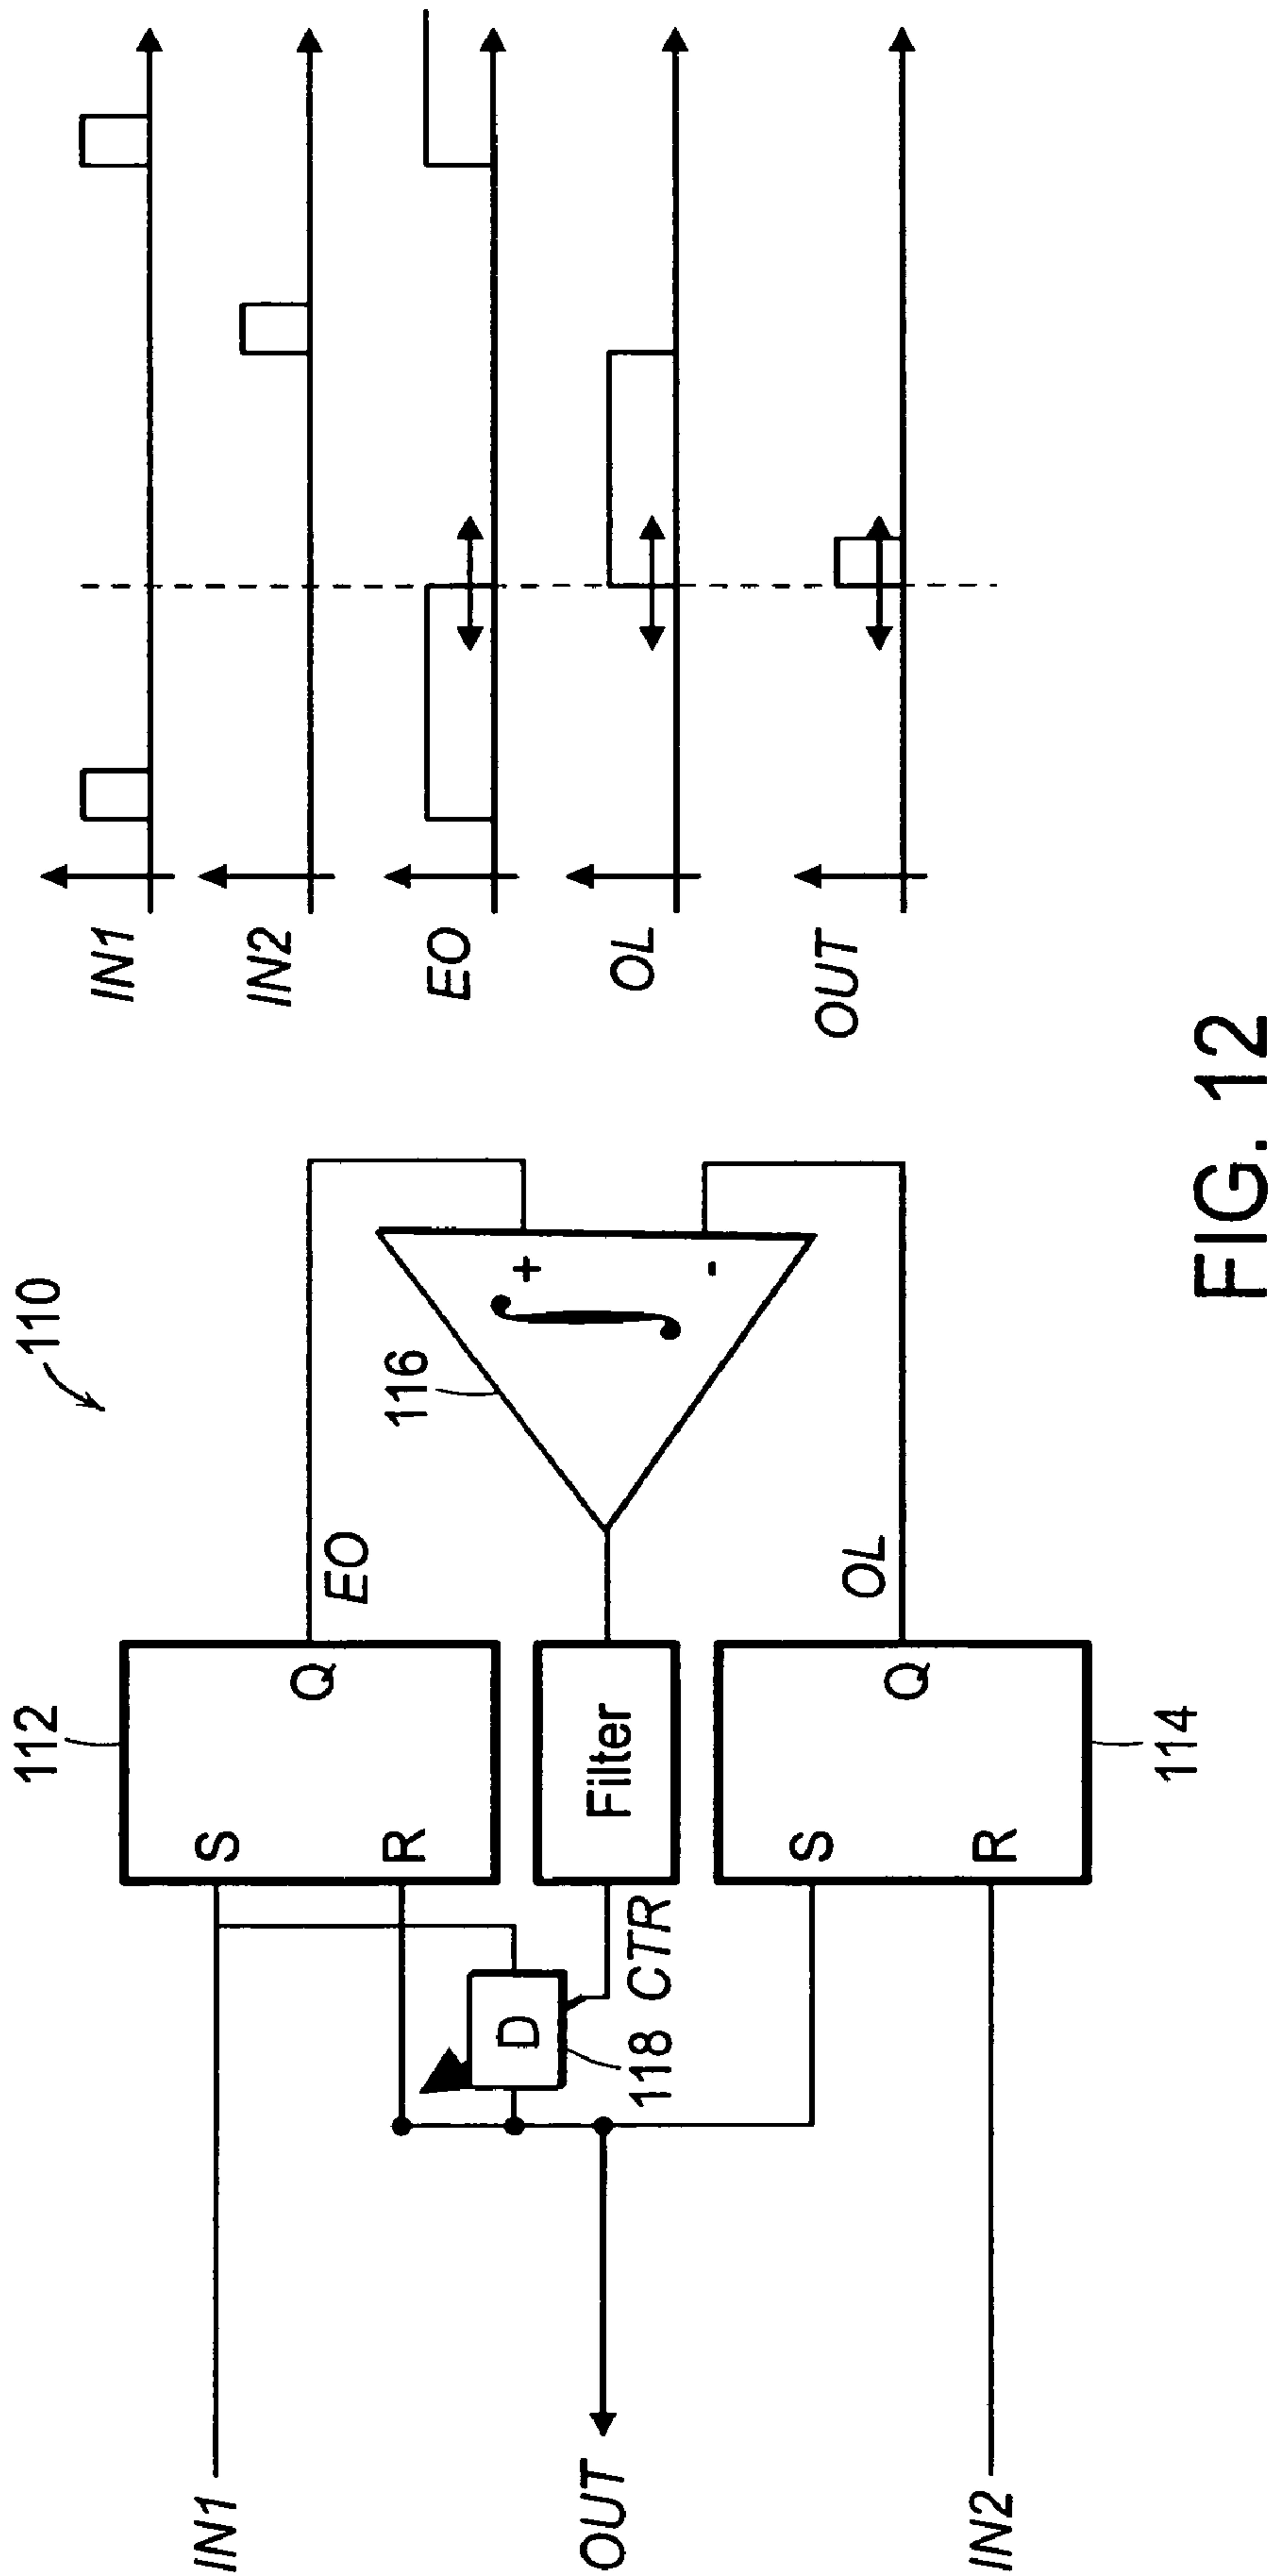 110
112
IN1
S
R
Q
EO
116
+
-
D
118
CTR
Filter
OUT
S
R
Q
OL
IN2
114
IN1
IN2
EO
OL
OUT
FIG. 12